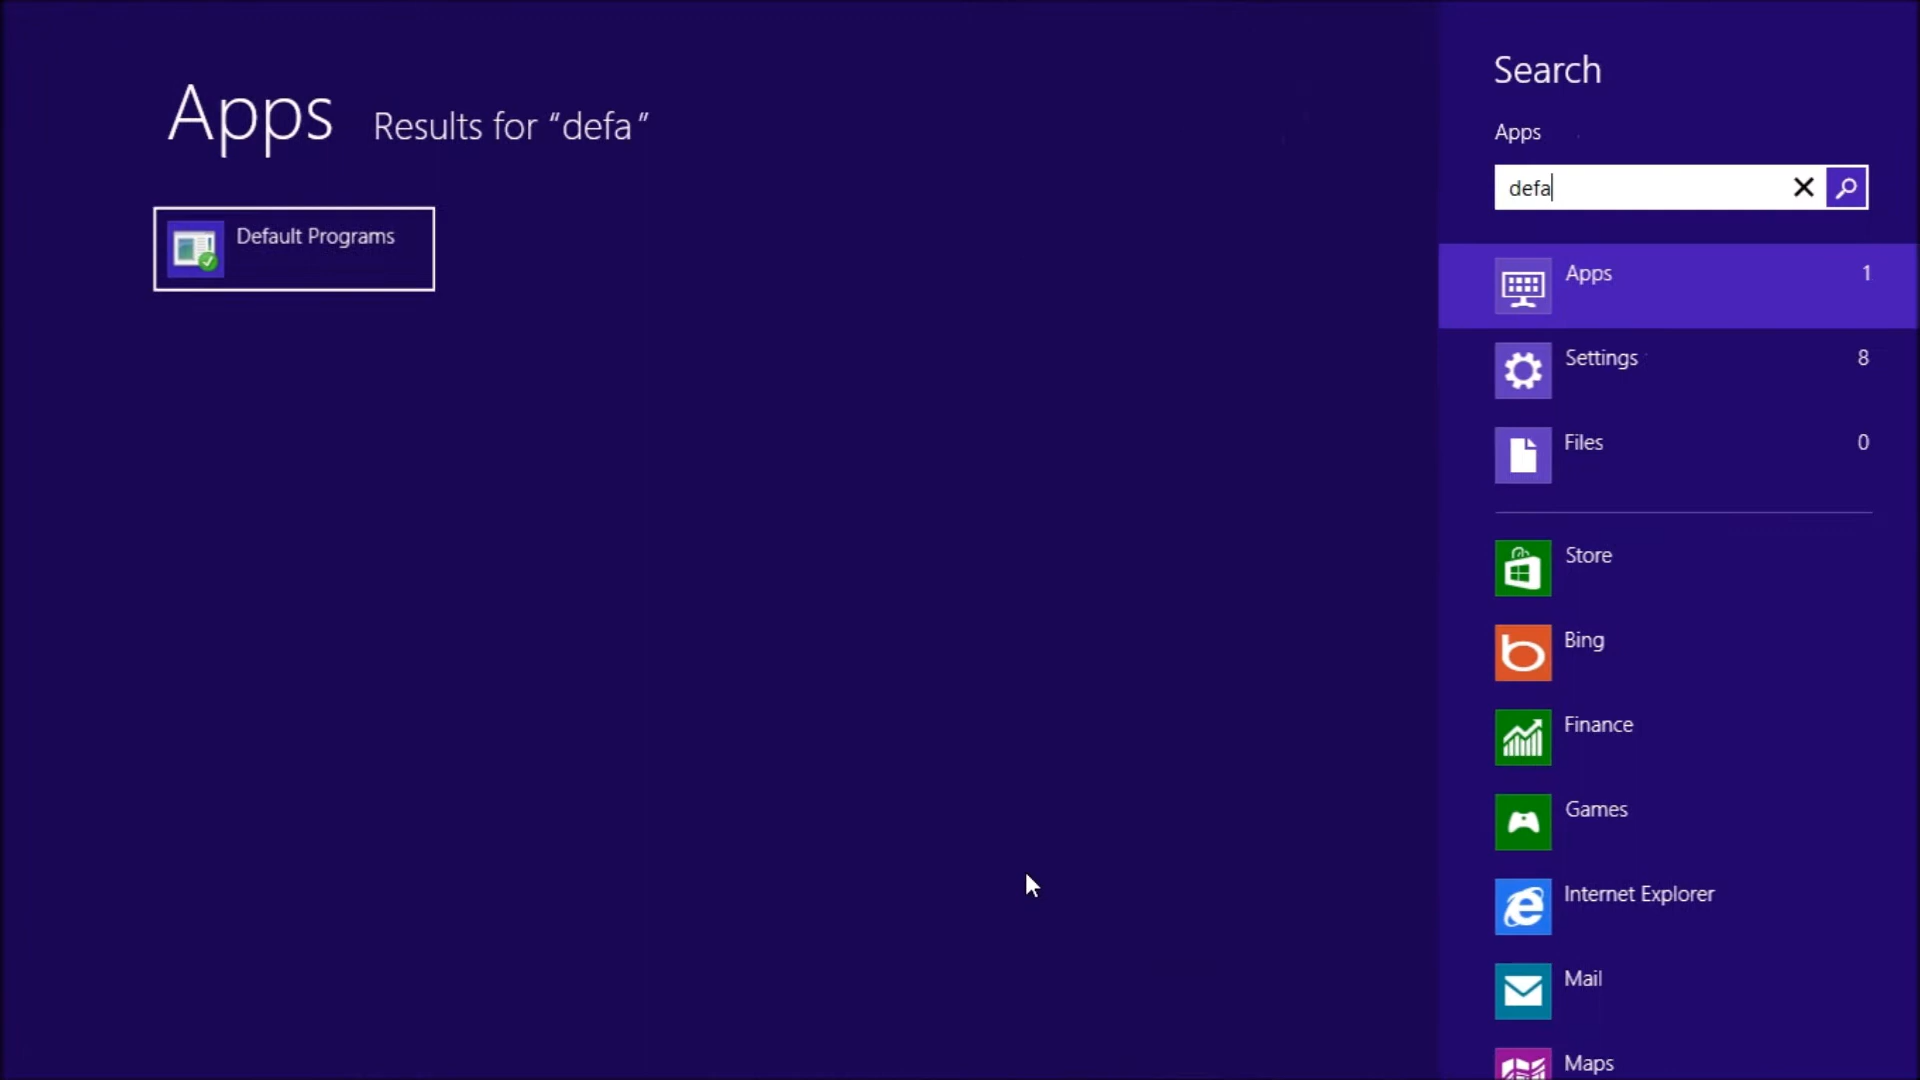 Apps Results for “defa”
Default Programs
Search
Apps
defa
Apps 1
Settings 8
Files 0
Store
Bing
Finance
Games
Internet Explorer
Mail
Maps